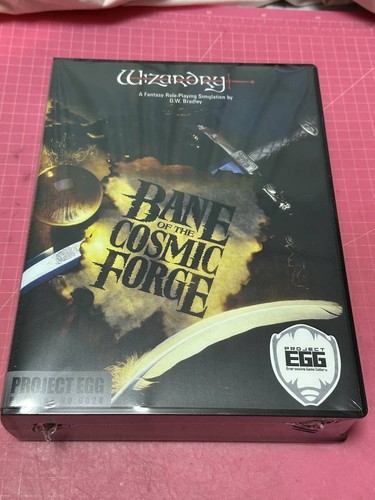 Wizardry
A Fantasy Role-Playing Simulation by
D.W. Bradley
BANE
OF THE
COSMIC
FORGE
PROJECT
EGG
PROJECT EGG